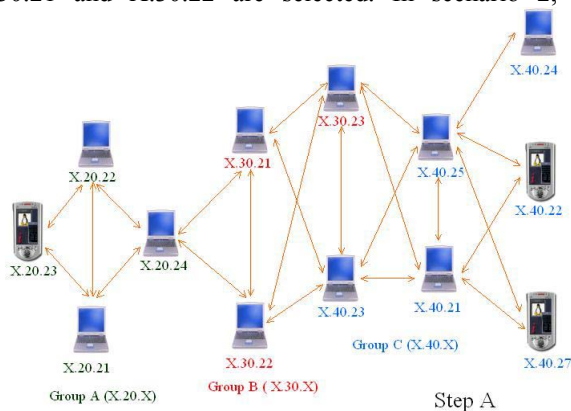 30.21 and X.30.22 are selected. In scenario 2,
X.40.24
X.30.23
X.20.22
X.30.21
X.40.25
X.40.22
X.20.23
X.20.24
X.40.23
X.40.21
X.20.21
X.30.22
X.40.27
Group C (X.40.X)
Group A (X.20.X)
Group B ( X.30.X)
Step A